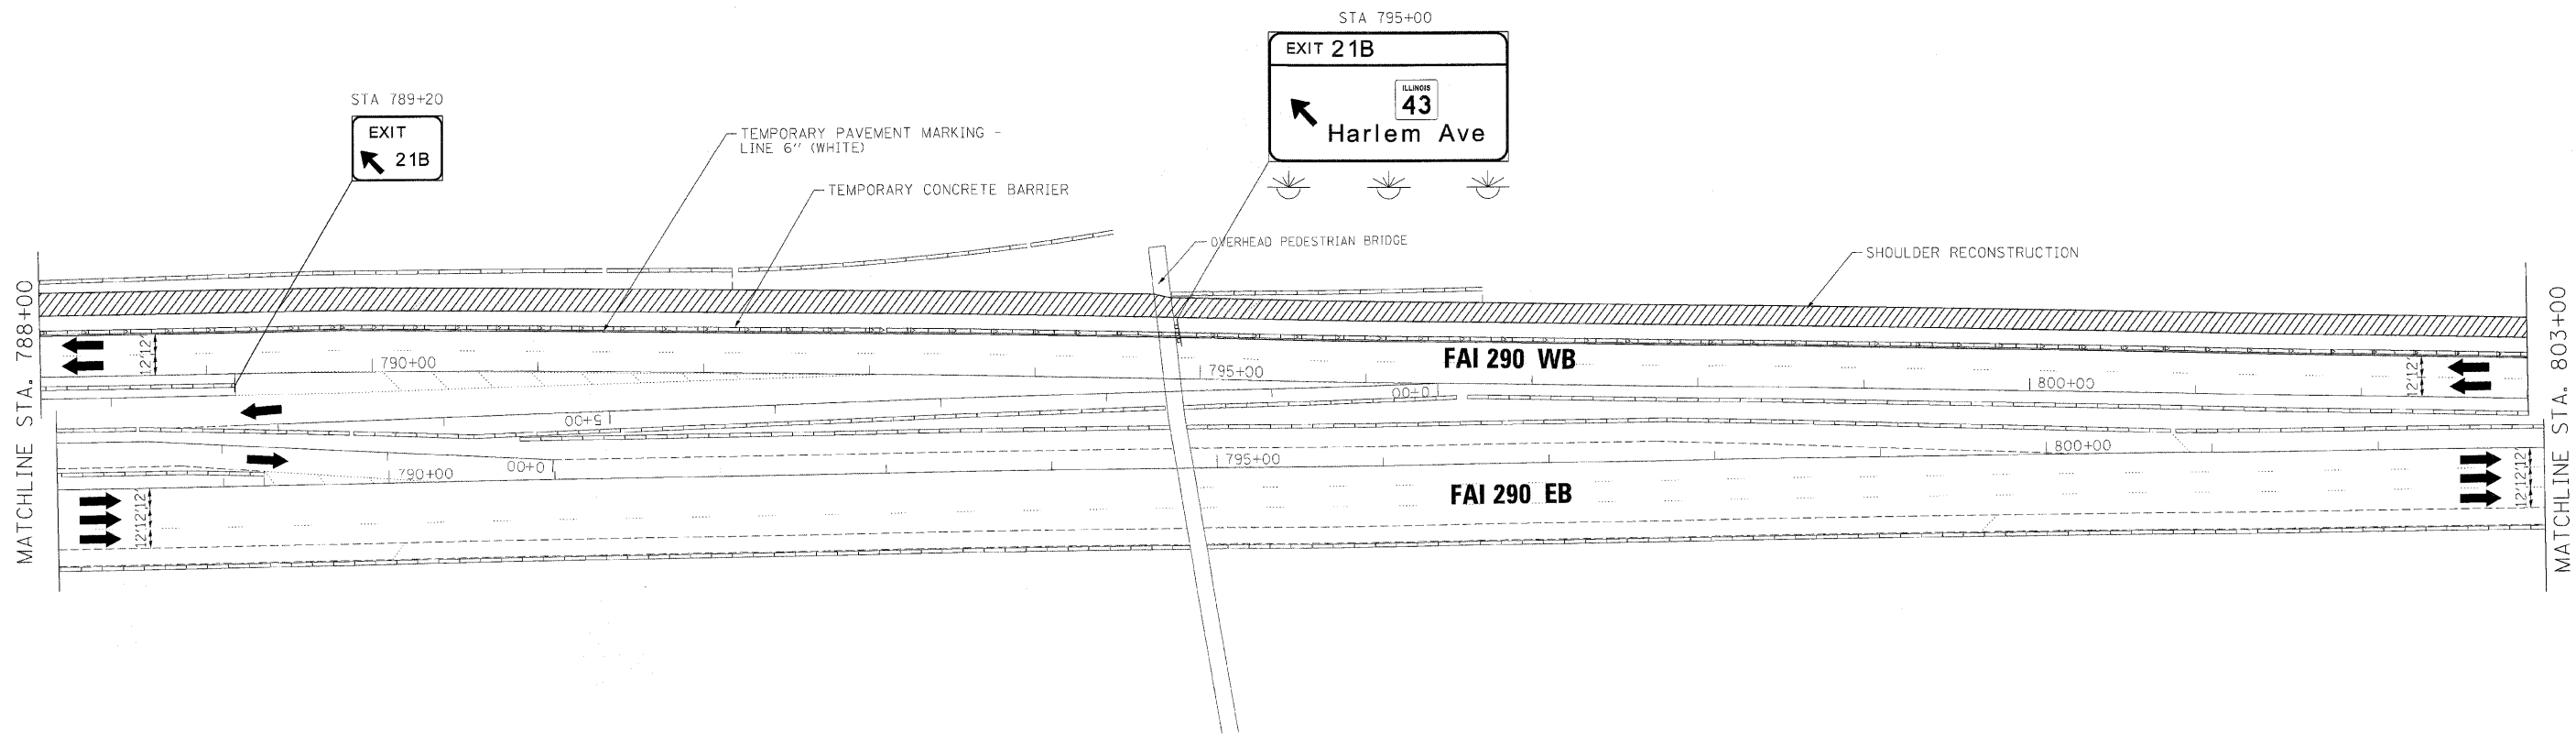 STA 795+00
EXIT 21B
ILLINOIS
43
Harlem Ave
STA 789+20
EXIT
21B
TEMPORARY PAVEMENT MARKING -
LINE 6" (WHITE)
TEMPORARY CONCRETE BARRIER
OVERHEAD PEDESTRIAN BRIDGE
SHOULDER RECONSTRUCTION
MATCHLINE STA. 788+00
MATCHLINE STA. 803+00
12' 12'
790+00
795+00
FAI 290 WB
800+00
12' 12'
0+00
5+00
0+00
790+00
795+00
800+00
12' 12' 12'
FAI 290 EB
12' 12' 12'